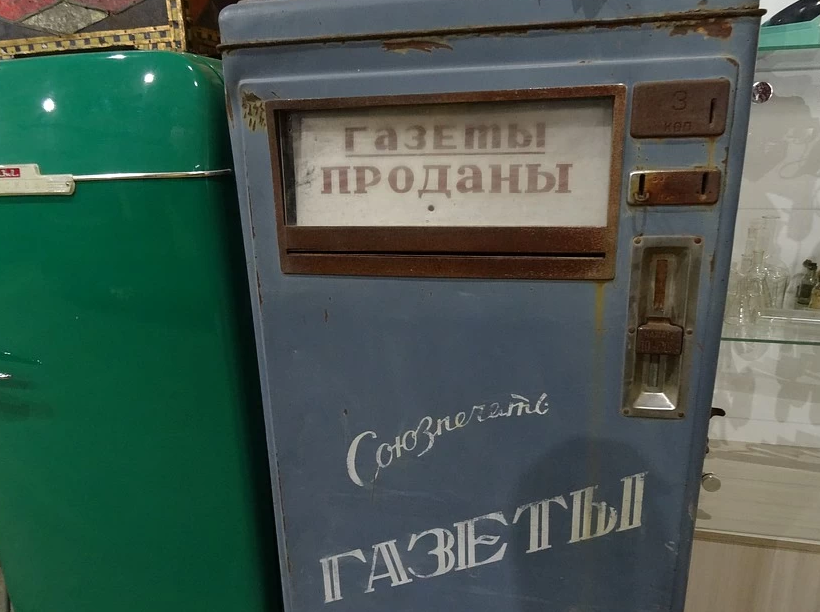 газеты
проданы
3
коп
Союзпечать
ГАЗЕТЫ